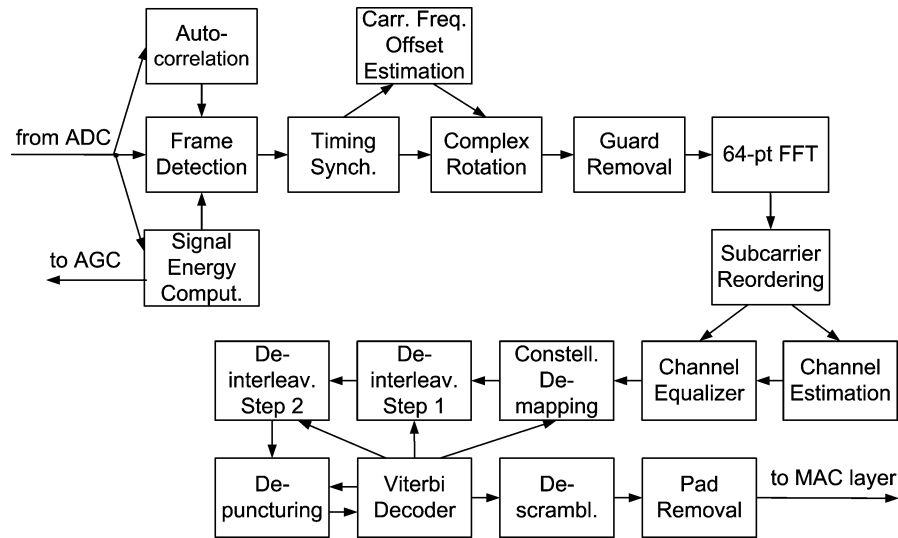 Auto-
correlation
Carr. Freq.
Offset
Estimation
from ADC
Frame
Detection
Timing
Synch.
Complex
Rotation
Guard
Removal
64-pt FFT
to AGC
Signal
Energy
Comput.
Subcarrier
Reordering
De-
interleav.
Step 2
De-
interleav.
Step 1
Constell.
De-
mapping
Channel
Equalizer
Channel
Estimation
De-
puncturing
Viterbi
Decoder
De-
scrambl.
Pad
Removal
to MAC layer